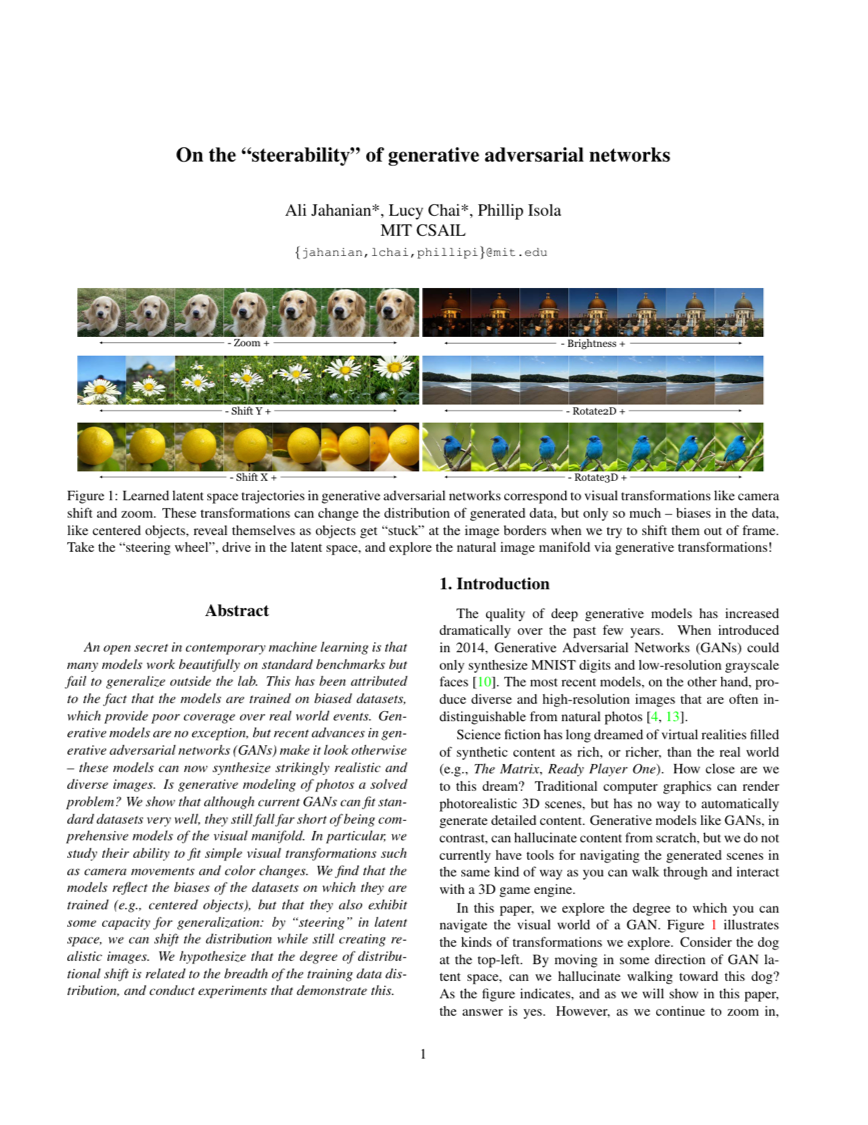 On the “steerability” of generative adversarial networks
Ali Jahanian*, Lucy Chai*, Phillip Isola
MIT CSAIL
{jahanian,lchai,phillipi}@mit.edu
- Zoom +
- Brightness +
- Shift Y +
- Rotate2D +
- Shift X +
- Rotate3D +
Figure 1: Learned latent space trajectories in generative adversarial networks correspond to visual transformations like camera
shift and zoom. These transformations can change the distribution of generated data, but only so much – biases in the data,
like centered objects, reveal themselves as objects get “stuck” at the image borders when we try to shift them out of frame.
Take the “steering wheel”, drive in the latent space, and explore the natural image manifold via generative transformations!
Abstract
An open secret in contemporary machine learning is that
many models work beautifully on standard benchmarks but
fail to generalize outside the lab. This has been attributed
to the fact that the models are trained on biased datasets,
which provide poor coverage over real world events. Gen-
erative models are no exception, but recent advances in gen-
erative adversarial networks (GANs) make it look otherwise
– these models can now synthesize strikingly realistic and
diverse images. Is generative modeling of photos a solved
problem? We show that although current GANs can fit stan-
dard datasets very well, they still fall far short of being com-
prehensive models of the visual manifold. In particular, we
study their ability to fit simple visual transformations such
as camera movements and color changes. We find that the
models reflect the biases of the datasets on which they are
trained (e.g., centered objects), but that they also exhibit
some capacity for generalization: by “steering” in latent
space, we can shift the distribution while still creating re-
alistic images. We hypothesize that the degree of distribu-
tional shift is related to the breadth of the training data dis-
tribution, and conduct experiments that demonstrate this.
1. Introduction
The quality of deep generative models has increased
dramatically over the past few years. When introduced
in 2014, Generative Adversarial Networks (GANs) could
only synthesize MNIST digits and low-resolution grayscale
faces [10]. The most recent models, on the other hand, pro-
duce diverse and high-resolution images that are often in-
distinguishable from natural photos [4, 13].
Science fiction has long dreamed of virtual realities filled
of synthetic content as rich, or richer, than the real world
(e.g., The Matrix, Ready Player One). How close are we
to this dream? Traditional computer graphics can render
photorealistic 3D scenes, but has no way to automatically
generate detailed content. Generative models like GANs, in
contrast, can hallucinate content from scratch, but we do not
currently have tools for navigating the generated scenes in
the same kind of way as you can walk through and interact
with a 3D game engine.
In this paper, we explore the degree to which you can
navigate the visual world of a GAN. Figure 1 illustrates
the kinds of transformations we explore. Consider the dog
at the top-left. By moving in some direction of GAN la-
tent space, can we hallucinate walking toward this dog?
As the figure indicates, and as we will show in this paper,
the answer is yes. However, as we continue to zoom in,
1